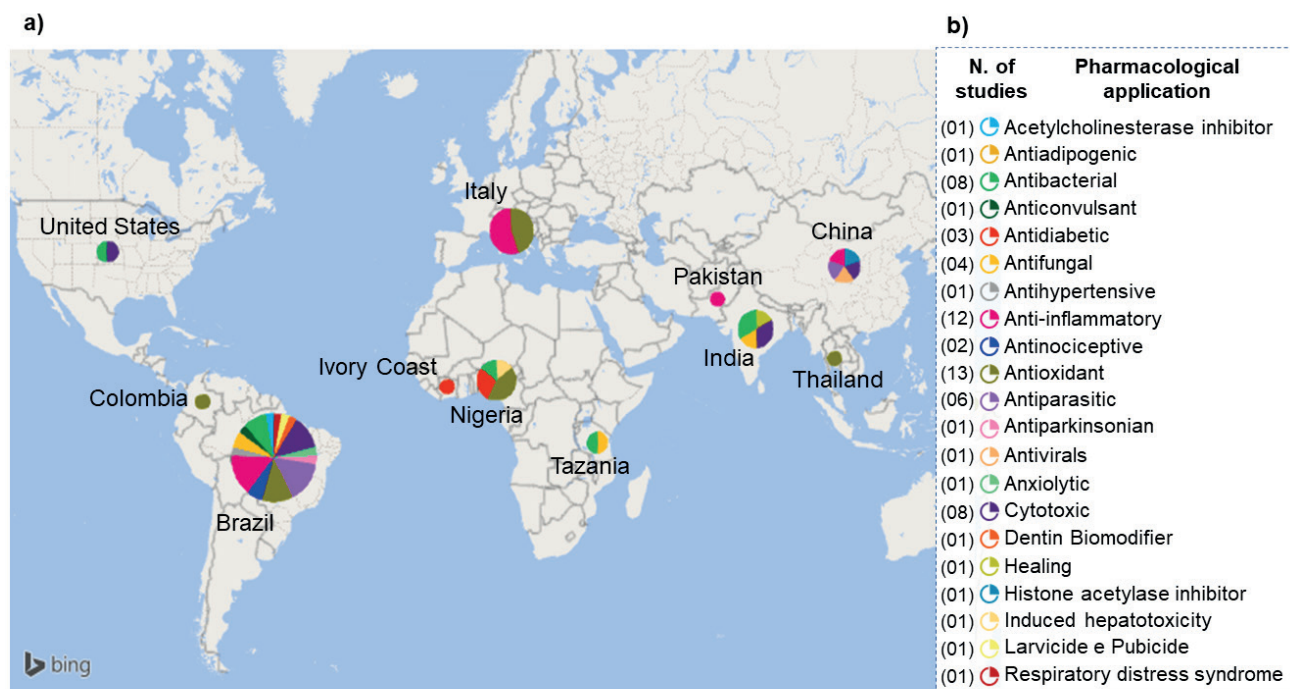 a)
United States
Italy
China
Pakistan
Ivory Coast
India
Thailand
Colombia
Nigeria
Tazania
Brazil
bing
b)
N. of studies
Pharmacological application
(01) Acetylcholinesterase inhibitor
(01) Antiadipogenic
(08) Antibacterial
(01) Anticonvulsant
(03) Antidiabetic
(04) Antifungal
(01) Antihypertensive
(12) Anti-inflammatory
(02) Antinociceptive
(13) Antioxidant
(06) Antiparasitic
(01) Antiparkinsonian
(01) Antivirals
(01) Anxiolytic
(08) Cytotoxic
(01) Dentin Biomodifier
(01) Healing
(01) Histone acetylase inhibitor
(01) Induced hepatotoxicity
(01) Larvicide e Pubicide
(01) Respiratory distress syndrome